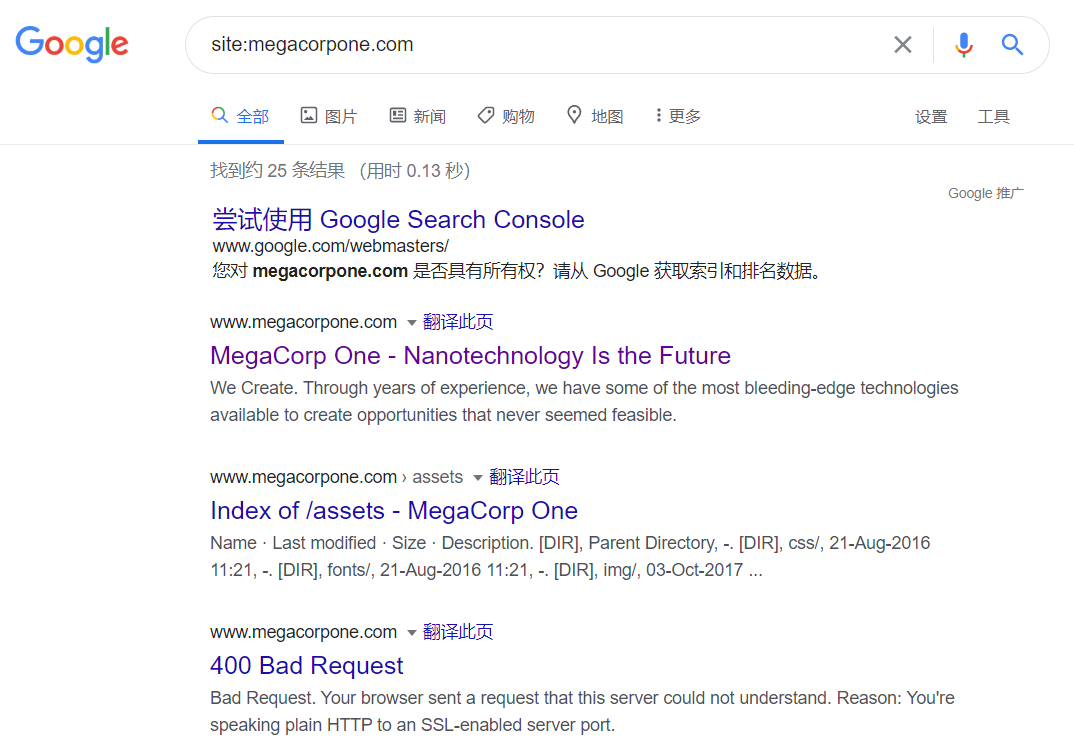 Google
site:megacorpone.com
全部 图片 新闻 购物 地图 更多 设置 工具
找到约 25 条结果 （用时 0.13 秒）
Google 推广
尝试使用 Google Search Console
www.google.com/webmasters/
您对 megacorpone.com 是否具有所有权？请从 Google 获取索引和排名数据。
www.megacorpone.com 翻译此页
MegaCorp One - Nanotechnology Is the Future
We Create. Through years of experience, we have some of the most bleeding-edge technologies
available to create opportunities that never seemed feasible.
www.megacorpone.com › assets 翻译此页
Index of /assets - MegaCorp One
Name · Last modified · Size · Description. [DIR], Parent Directory, -. [DIR], css/, 21-Aug-2016
11:21, -. [DIR], fonts/, 21-Aug-2016 11:21, -. [DIR], img/, 03-Oct-2017 ...
www.megacorpone.com 翻译此页
400 Bad Request
Bad Request. Your browser sent a request that this server could not understand. Reason: You're
speaking plain HTTP to an SSL-enabled server port.